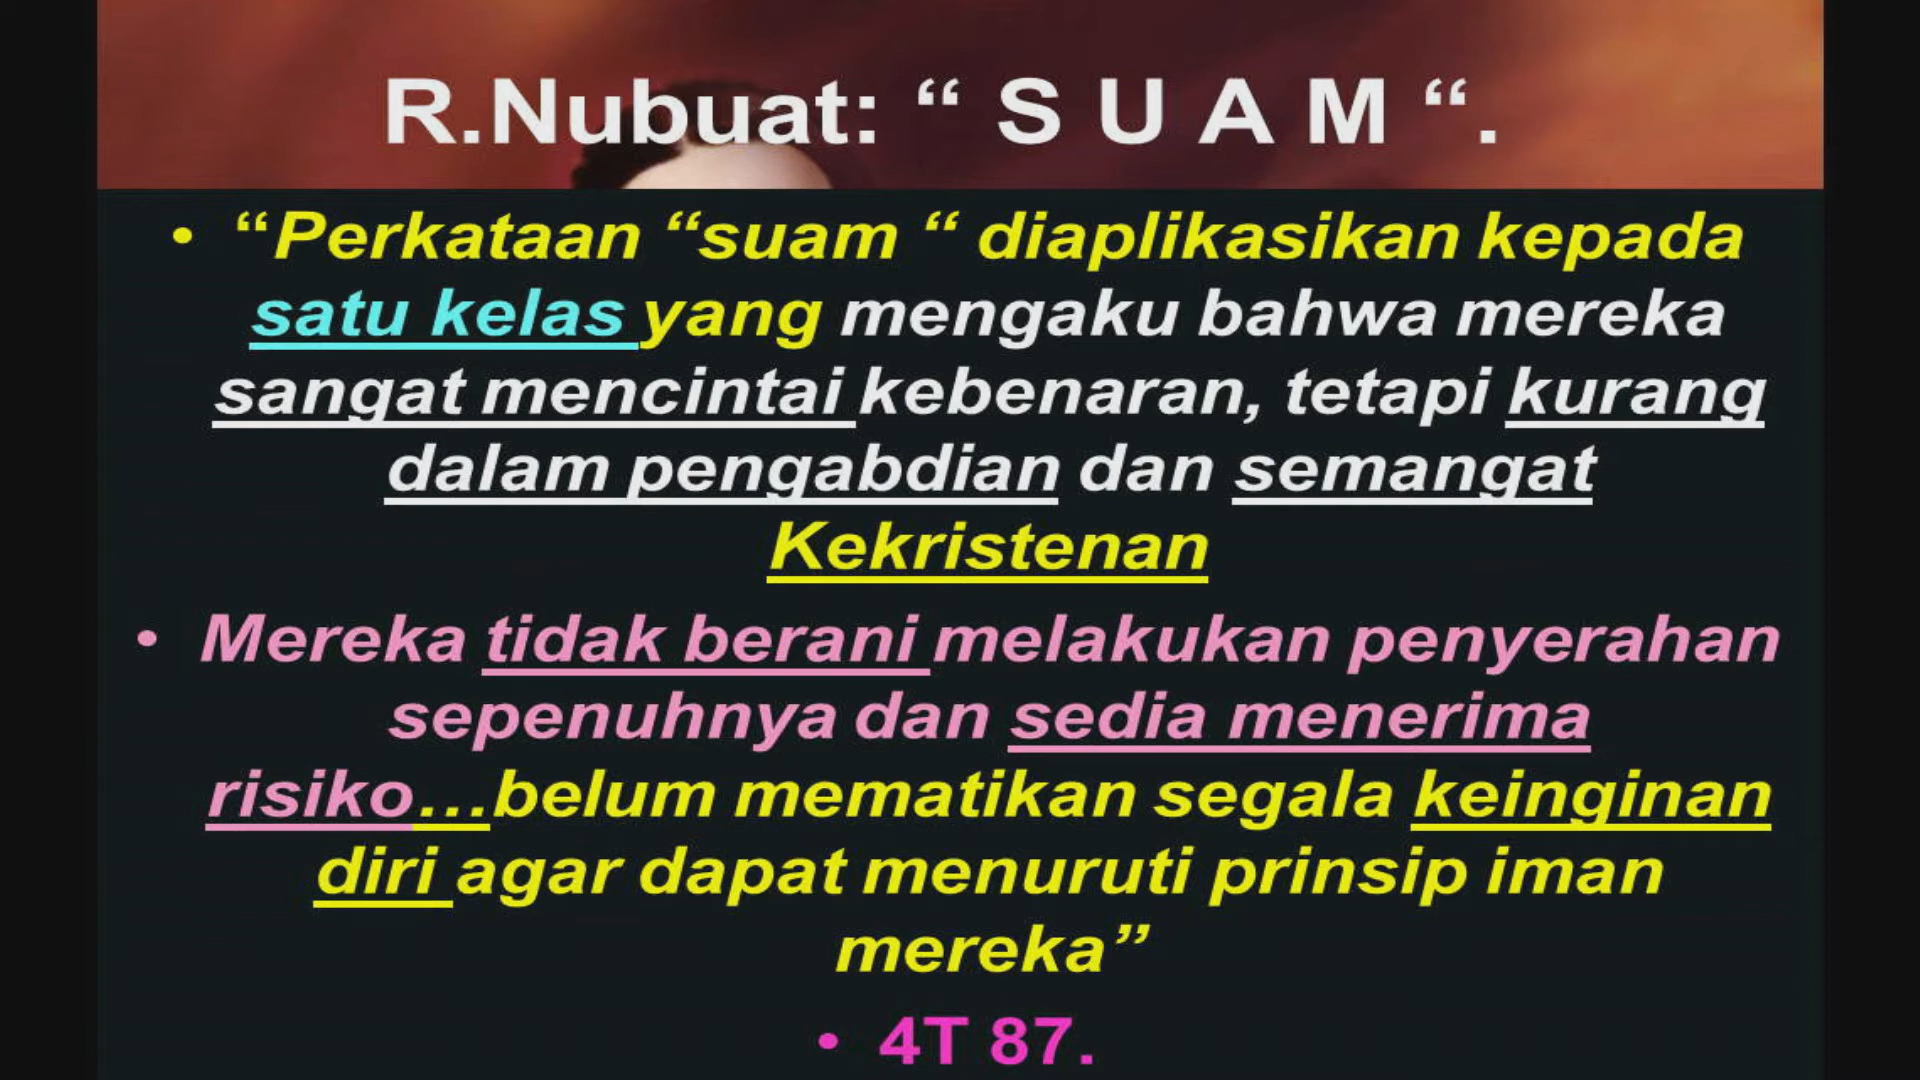 R.Nubuat: “ S U A M “.
• “Perkataan “suam “ diaplikasikan kepada
satu kelas yang mengaku bahwa mereka
sangat mencintai kebenaran, tetapi kurang
dalam pengabdian dan semangat
Kekristenan
• Mereka tidak berani melakukan penyerahan
sepenuhnya dan sedia menerima
risiko…belum mematikan segala keinginan
diri agar dapat menuruti prinsip iman
mereka”
• 4T 87.